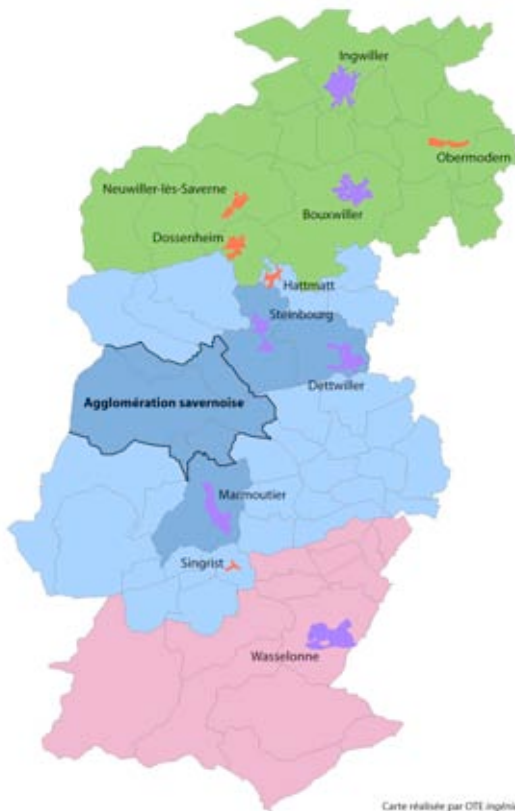 Ingwiller
Obermodern
Neuwiller-lès-Saverne
Bouxwiller
Dossenheim
Hattmatt
Steinbourg
Dettwiller
Agglomération savernoise
Marmoutier
Singrist
Wasselonne
Carte réalisée par OTE ingénie